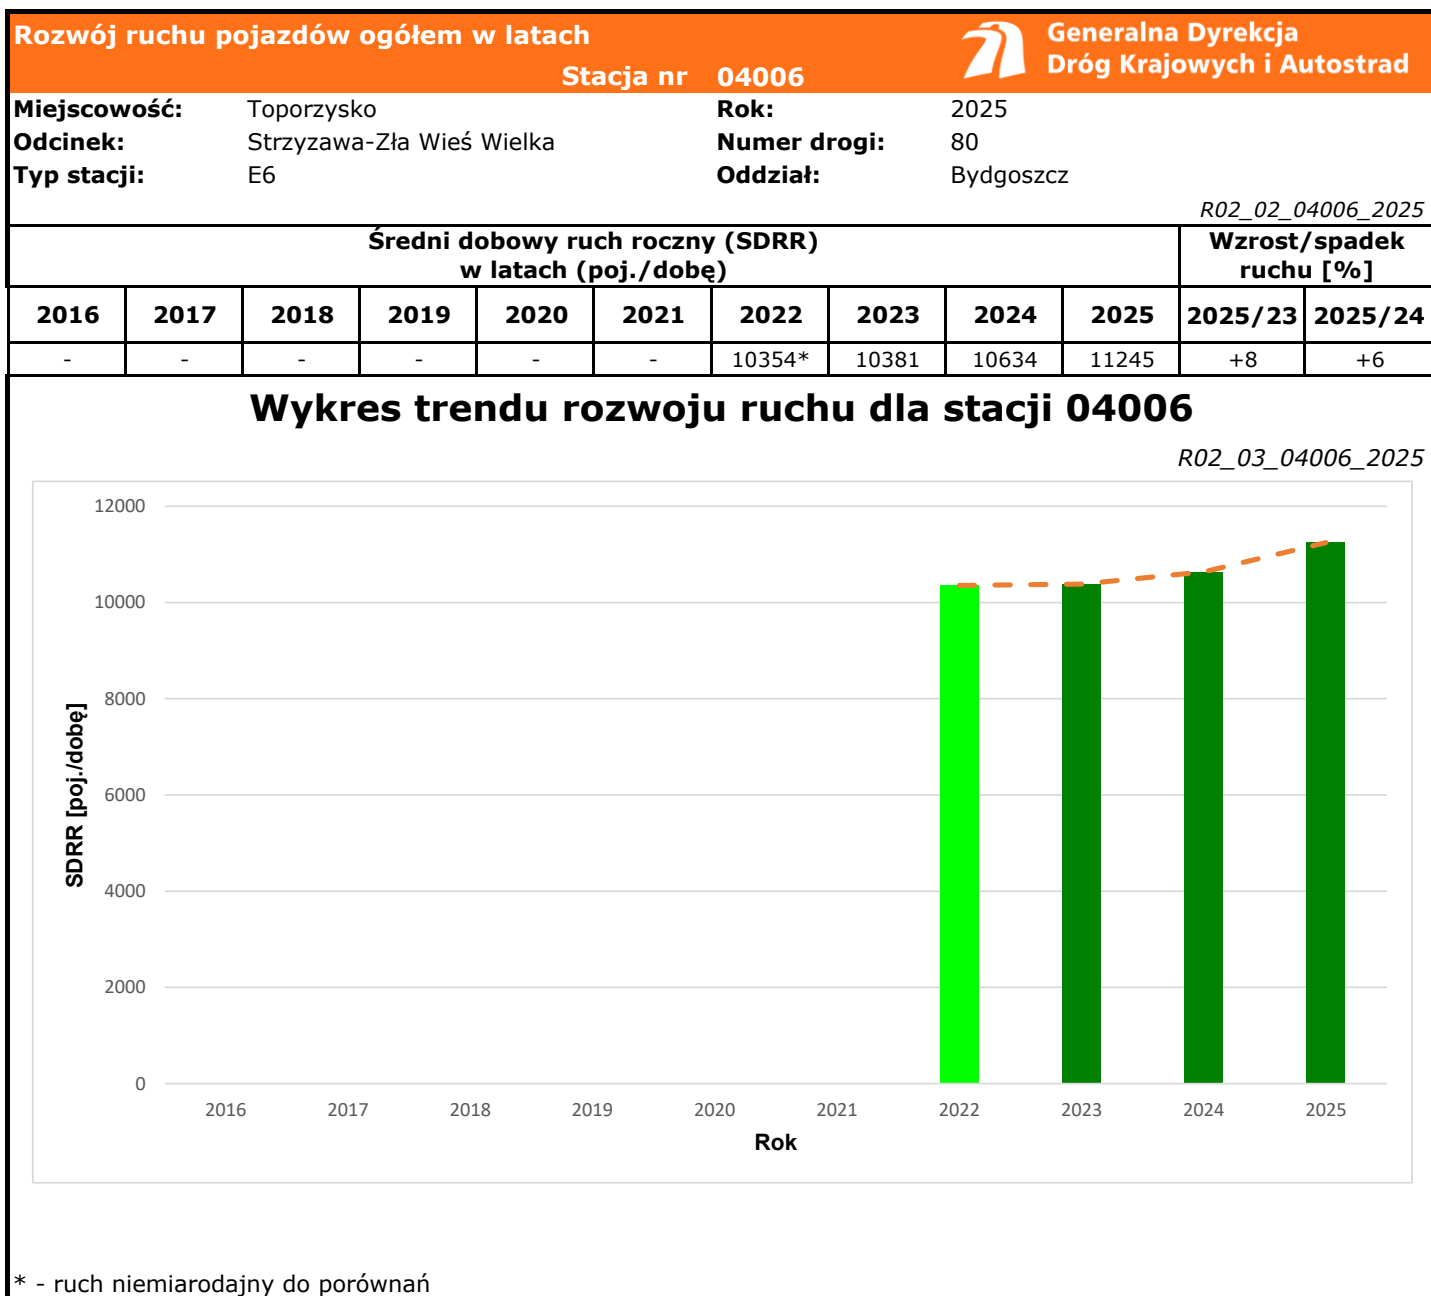 Rozwój ruchu pojazdów ogółem w latach
Generalna Dyrekcja
Dróg Krajowych i Autostrad
Stacja nr 04006
Miejscowość: Toporzysko Rok: 2025
Odcinek: Strzyzawa-Zła Wieś Wielka Numer drogi: 80
Typ stacji: E6 Oddział: Bydgoszcz
R02_02_04006_2025
Średni dobowy ruch roczny (SDRR)
w latach (poj./dobę)
Wzrost/spadek
ruchu [%]
2016 2017 2018 2019 2020 2021 2022 2023 2024 2025 2025/23 2025/24
- - - - - - 10354* 10381 10634 11245 +8 +6
Wykres trendu rozwoju ruchu dla stacji 04006
R02_03_04006_2025
12000
10000
8000
6000
4000
2000
0
SDRR [poj./dobę]
2016 2017 2018 2019 2020 2021 2022 2023 2024 2025
Rok
* - ruch niemiarodajny do porównań